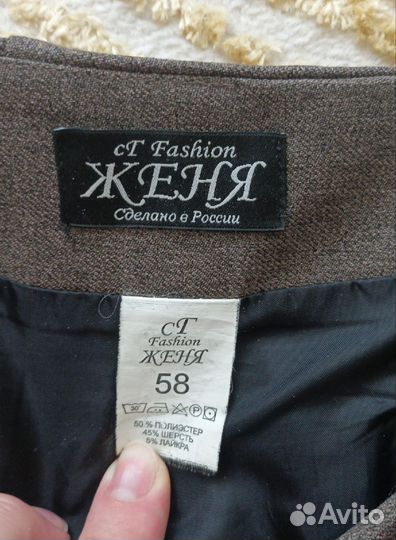 cT Fashion
ЖЕНЯ
Сделано в России
cT
Fashion
ЖЕНЯ
58
30°
50 % ПОЛИЭСТЕР
45% ШЕРСТЬ
5% ЛАЙКРА
Avito